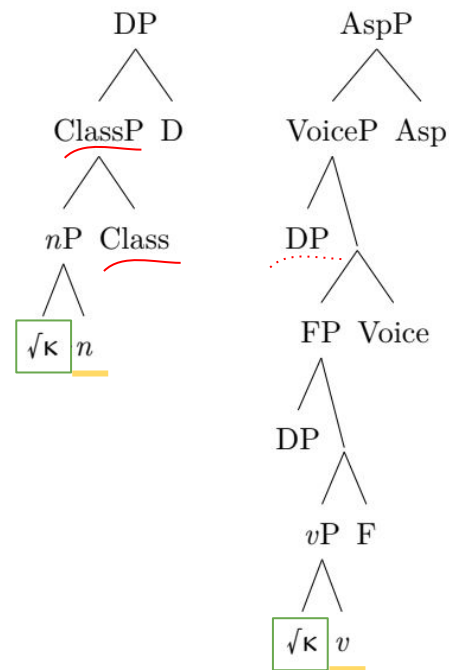 DP
ClassP D
nP Class
√κ n
AspP
VoiceP Asp
DP
FP Voice
DP
vP F
√κ v